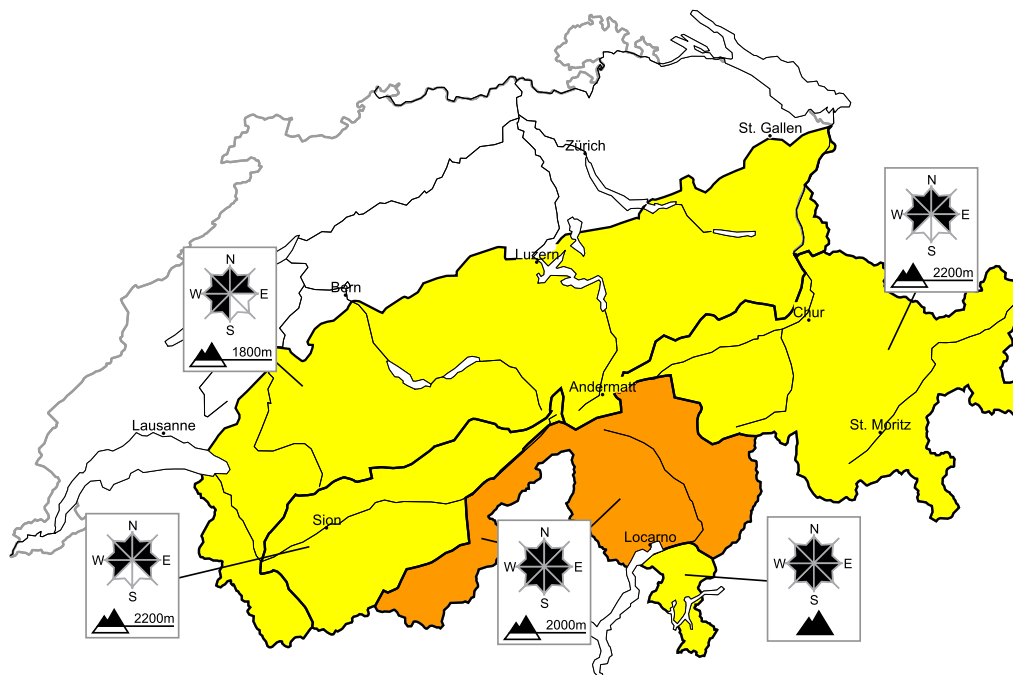 St. Gallen
Zürich
N
W E
S
2200m
Luzern
N
W E
S
1800m
Bern
Chur
Andermatt
Lausanne
St. Moritz
Sion
N
W E
S
2200m
Locarno
N
W E
S
2000m
N
W E
S